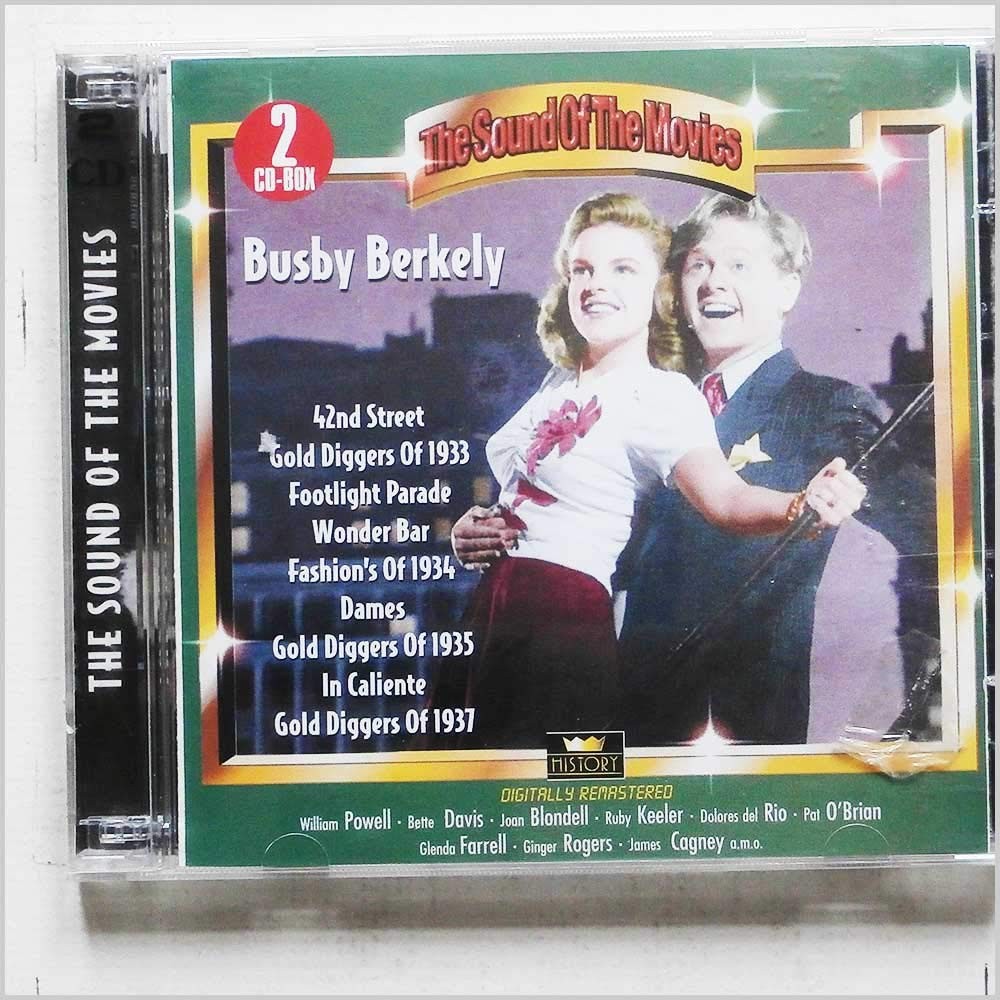 2
CD-BOX
The Sound Of The Movies
Busby Berkely
42nd Street
Gold Diggers Of 1933
Footlight Parade
Wonder Bar
Fashion's Of 1934
Dames
Gold Diggers Of 1935
In Caliente
Gold Diggers Of 1937
HISTORY
DIGITALLY REMASTERED
William Powell · Bette Davis · Joan Blondell · Ruby Keeler · Dolores del Rio · Pat O'Brian
Glenda Farrell · Ginger Rogers · James Cagney a.m.o.
2
CD
THE SOUND OF THE MOVIES